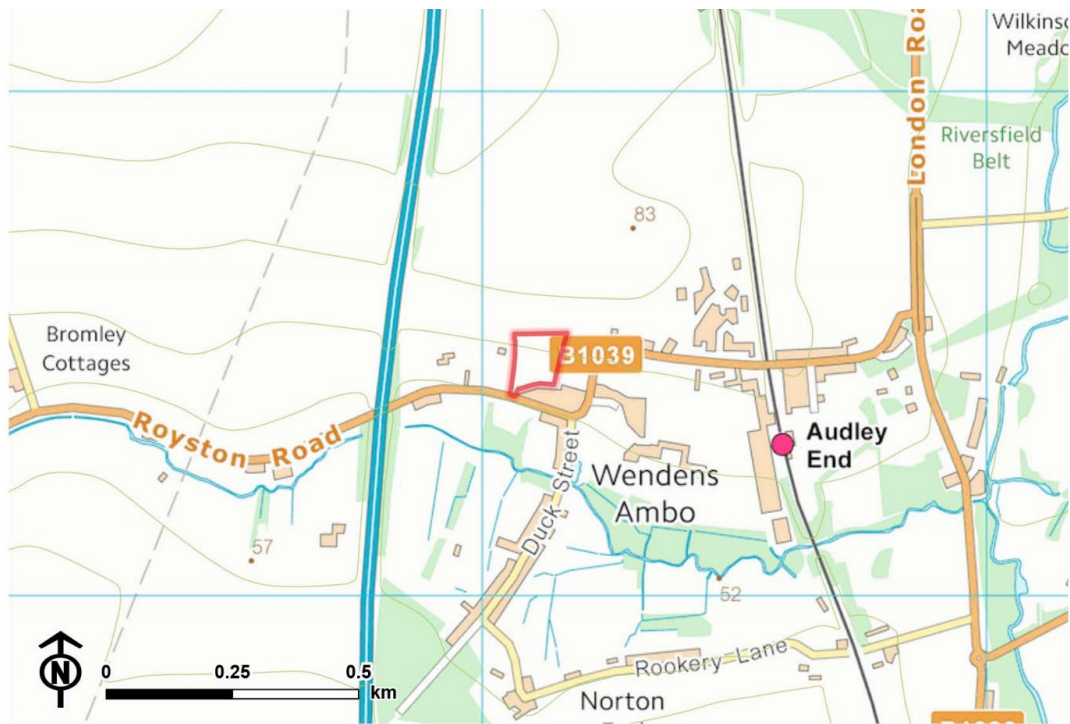 Wilkinso
Meado
London Roa
Riversfield
Belt
83
Bromley
Cottages
B1039
Royston Road
Audley
End
Duck Street
Wendens
Ambo
57
52
Rookery Lane
Norton
N
0 0.25 0.5
km